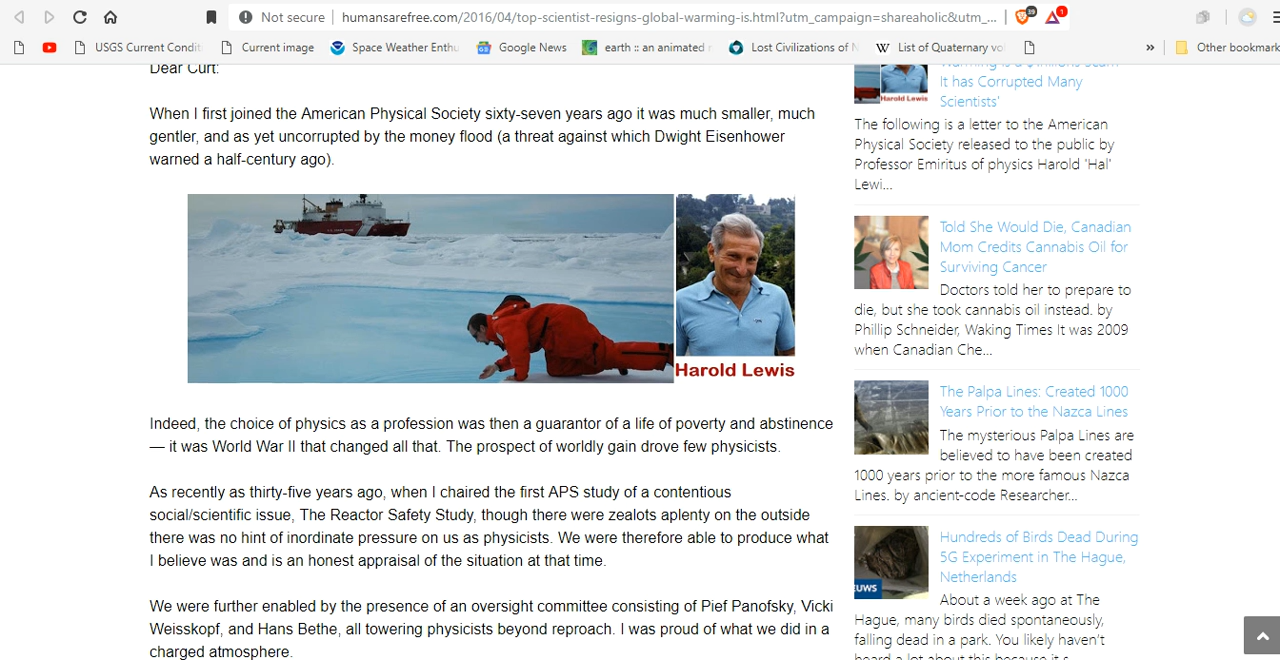 Not secure
humansarefree.com/2016/04/top-scientist-resigns-global-warming-is.html?utm_campaign=shareaholic&utm_...
39
1
USGS Current Condit
Current image
Space Weather Enthu
Google News
earth :: an animated
Lost Civilizations of
List of Quaternary vo
»
Other bookmark
Dear Curt:
When I first joined the American Physical Society sixty-seven years ago it was much smaller, much
gentler, and as yet uncorrupted by the money flood (a threat against which Dwight Eisenhower
warned a half-century ago).
Harold Lewis
Indeed, the choice of physics as a profession was then a guarantor of a life of poverty and abstinence
— it was World War II that changed all that. The prospect of worldly gain drove few physicists.
As recently as thirty-five years ago, when I chaired the first APS study of a contentious
social/scientific issue, The Reactor Safety Study, though there were zealots aplenty on the outside
there was no hint of inordinate pressure on us as physicists. We were therefore able to produce what
I believe was and is an honest appraisal of the situation at that time.
We were further enabled by the presence of an oversight committee consisting of Pief Panofsky, Vicki
Weisskopf, and Hans Bethe, all towering physicists beyond reproach. I was proud of what we did in a
charged atmosphere.
Warming is a $Trillions Scam
It has Corrupted Many
Scientists'
Harold Lewis
The following is a letter to the American
Physical Society released to the public by
Professor Emiritus of physics Harold 'Hal'
Lewi...
Told She Would Die, Canadian
Mom Credits Cannabis Oil for
Surviving Cancer
Doctors told her to prepare to
die, but she took cannabis oil instead. by
Phillip Schneider, Waking Times It was 2009
when Canadian Che...
The Palpa Lines: Created 1000
Years Prior to the Nazca Lines
The mysterious Palpa Lines are
believed to have been created
1000 years prior to the more famous Nazca
Lines. by ancient-code Researcher...
Hundreds of Birds Dead During
5G Experiment in The Hague,
Netherlands
EUWS
About a week ago at The
Hague, many birds died spontaneously,
falling dead in a park. You likely haven't
heard a lot about this because it s